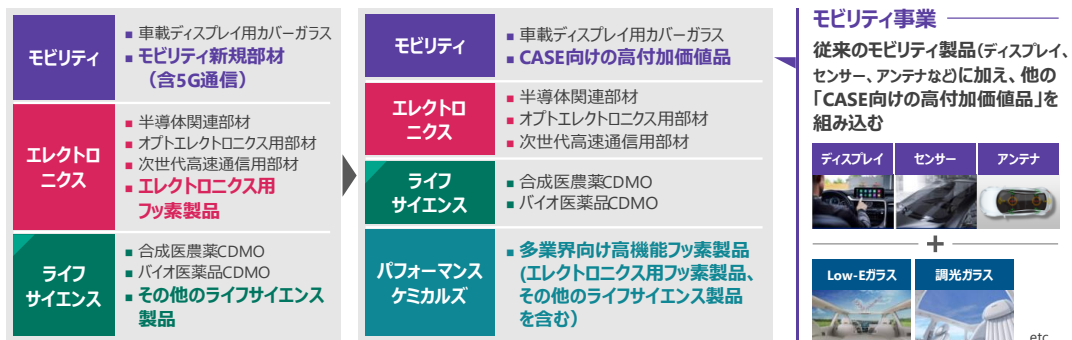 モビリティ
■ 車載ディスプレイ用カバーガラス
■ モビリティ新規部材
（含5G通信）
エレクトロ
ニクス
■ 半導体関連部材
■ オプトエレクトロニクス用部材
■ 次世代高速通信用部材
■ エレクトロニクス用
フッ素製品
ライフ
サイエンス
■ 合成医農薬CDMO
■ バイオ医薬品CDMO
■ その他のライフサイエンス
製品
モビリティ
■ 車載ディスプレイ用カバーガラス
■ CASE向けの高付加価値品
エレクトロ
ニクス
■ 半導体関連部材
■ オプトエレクトロニクス用部材
■ 次世代高速通信用部材
ライフ
サイエンス
■ 合成医農薬CDMO
■ バイオ医薬品CDMO
パフォーマンス
ケミカルズ
■ 多業界向け高機能フッ素製品
(エレクトロニクス用フッ素製品、
その他のライフサイエンス製品
を含む）
モビリティ事業
従来のモビリティ製品(ディスプレイ、
センサー、アンテナなど)に加え、他の
「CASE向けの高付加価値品」を
組み込む
ディスプレイ
センサー
アンテナ
+
Low-Eガラス
調光ガラス
etc